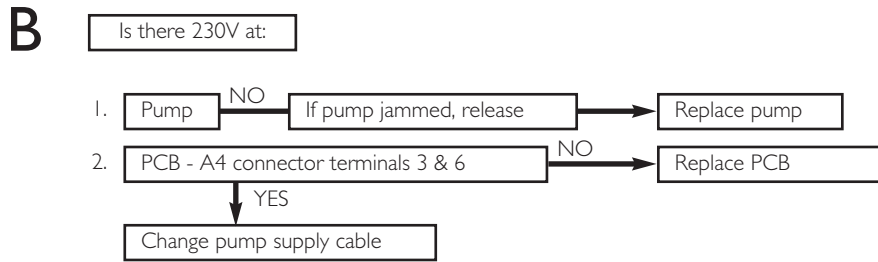 B
Is there 230V at:
1. Pump NO If pump jammed, release Replace pump
2. PCB - A4 connector terminals 3 & 6 NO Replace PCB
YES
Change pump supply cable